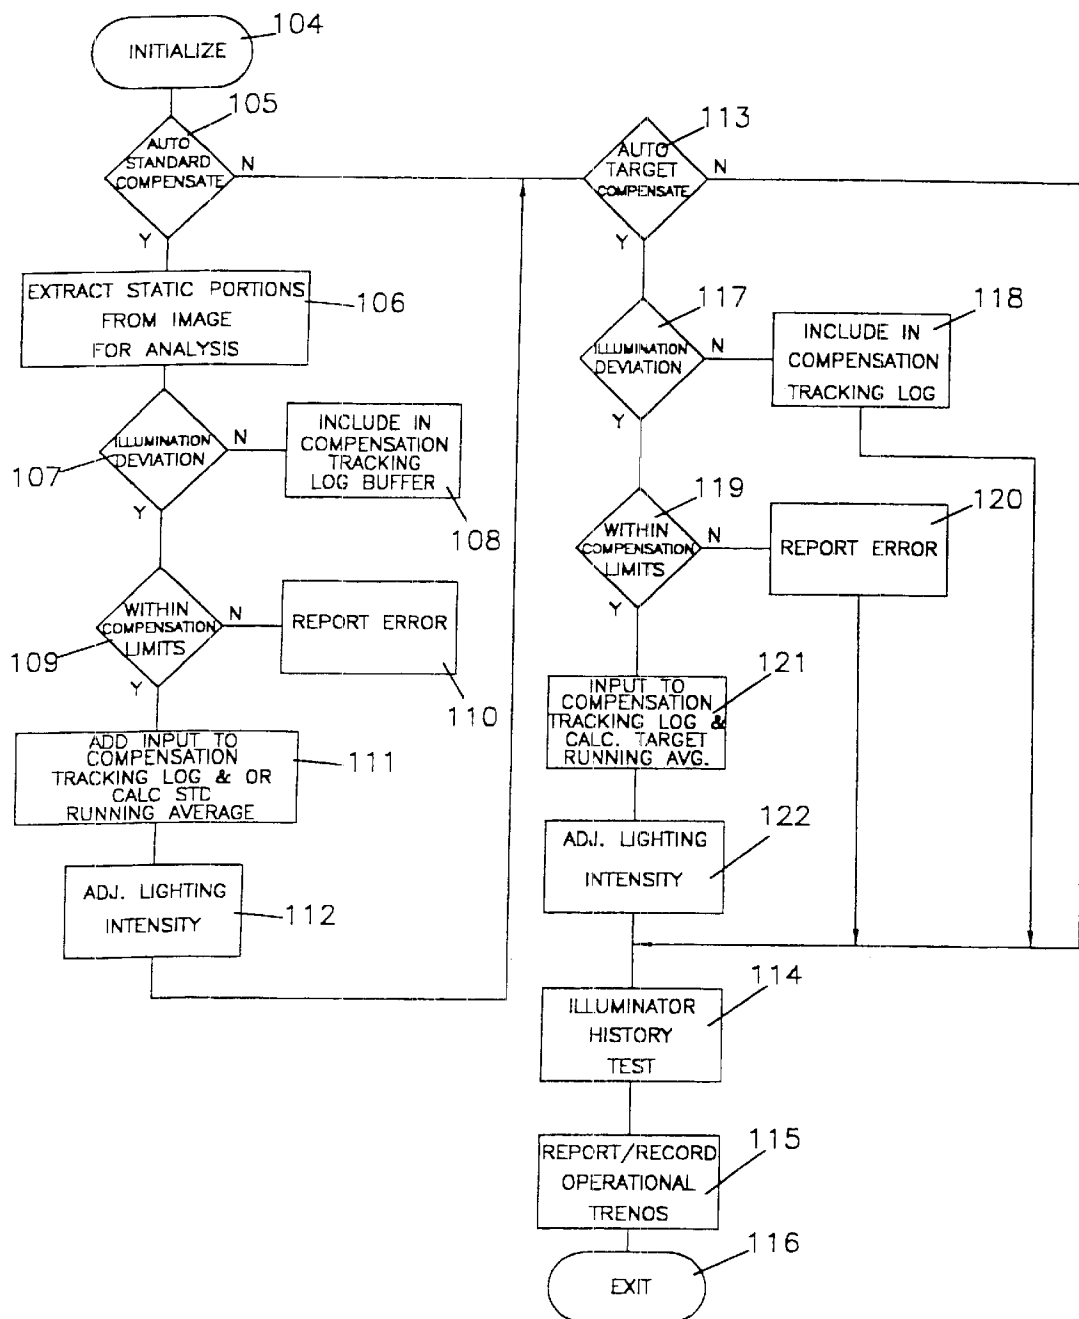 INITIALIZE
104
105
AUTO
STANDARD
COMPENSATE
N
Y
EXTRACT STATIC PORTIONS
FROM IMAGE
FOR ANALYSIS
106
ILLUMINATION
DEVIATION
107
N
Y
INCLUDE IN
COMPENSATION
TRACKING
LOG BUFFER
108
WITHIN
COMPENSATION
LIMITS
109
N
Y
REPORT ERROR
110
ADD INPUT TO
COMPENSATION
TRACKING LOG & OR
CALC STD
RUNNING AVERAGE
111
ADJ. LIGHTING
INTENSITY
112
113
AUTO
TARGET
COMPENSATE
N
Y
117
ILLUMINATION
DEVIATION
N
Y
118
INCLUDE IN
COMPENSATION
TRACKING LOG
119
WITHIN
COMPENSATION
LIMITS
N
Y
120
REPORT ERROR
121
INPUT TO
COMPENSATION
TRACKING LOG &
CALC. TARGET
RUNNING AVG.
122
ADJ. LIGHTING
INTENSITY
114
ILLUMINATOR
HISTORY
TEST
115
REPORT/RECORD
OPERATIONAL
TRENOS
116
EXIT